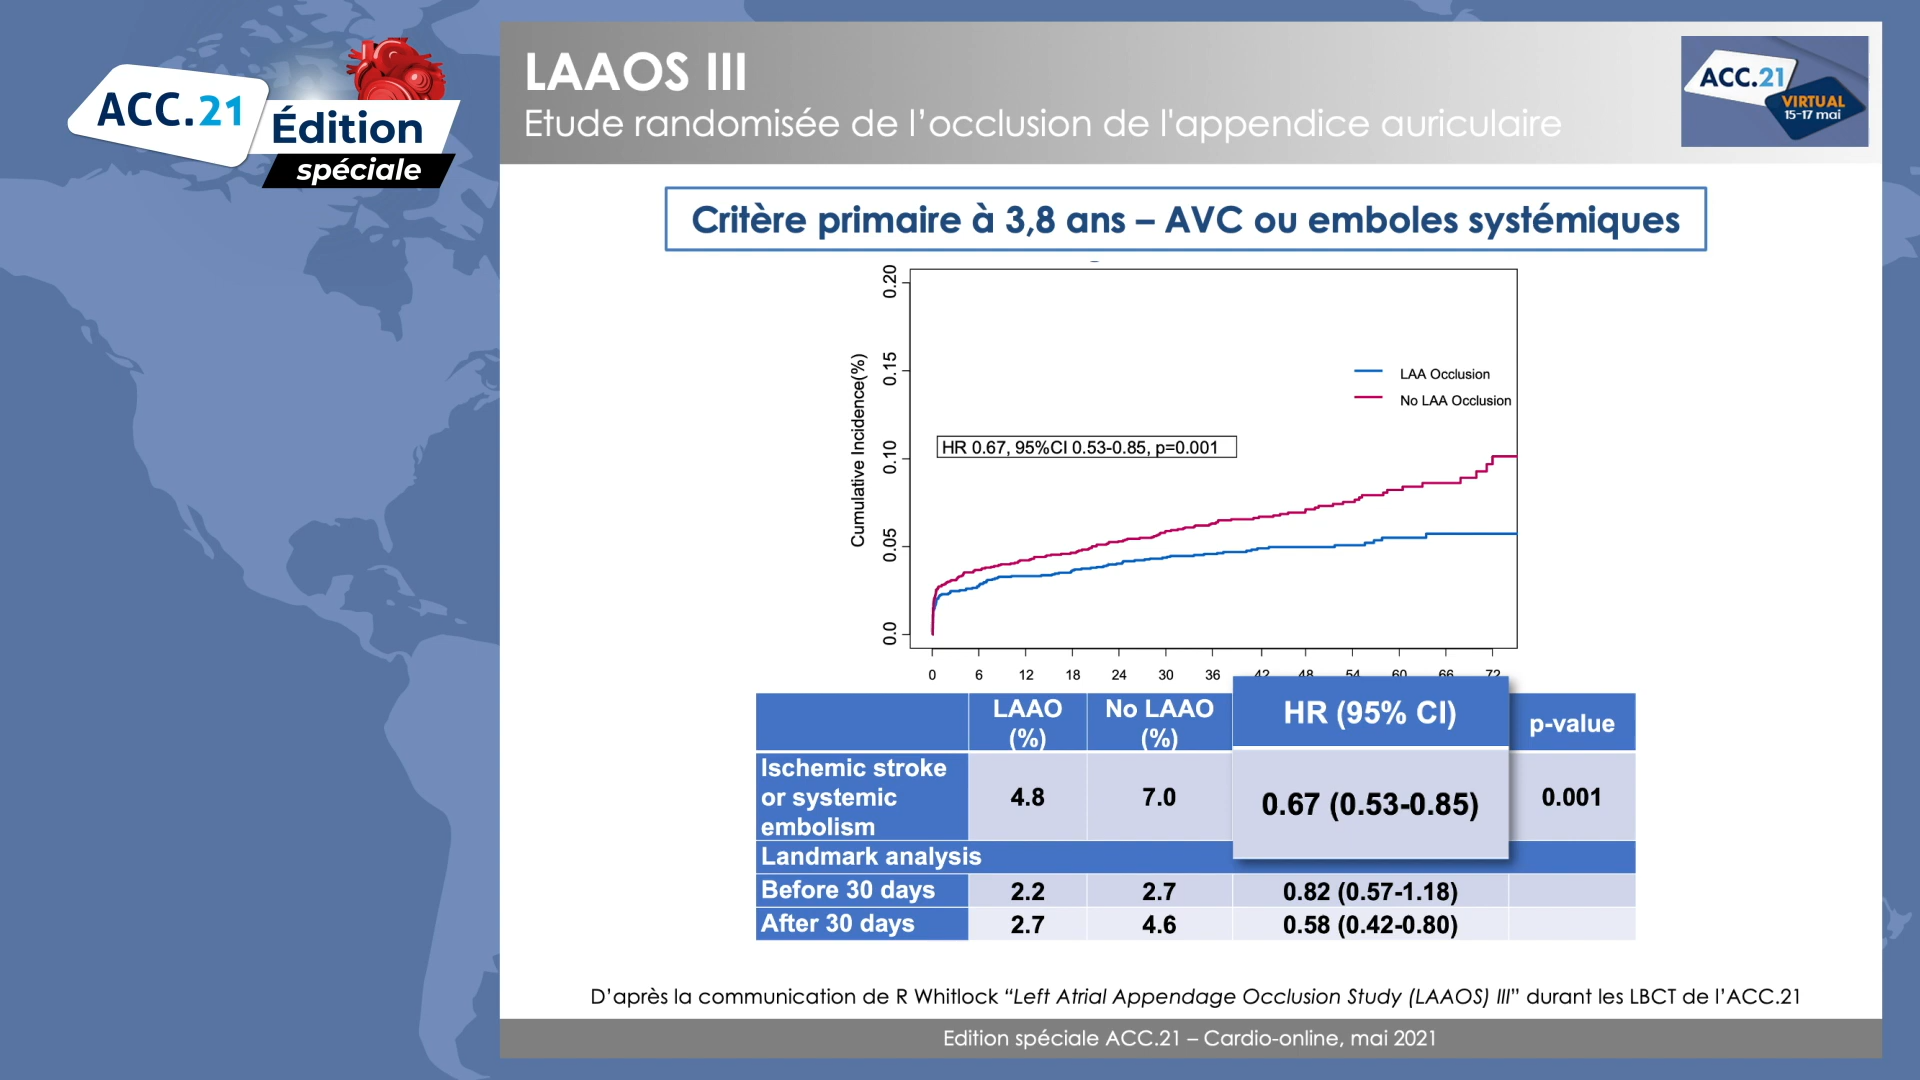 ACC.21
Édition
spéciale
LAAOS III
Etude randomisée de l’occlusion de l'appendice auriculaire
ACC.21
VIRTUAL
15-17 mai
Critère primaire à 3,8 ans – AVC ou emboles systémiques
0.20
0.15
0.10
0.05
0.0
Cumulative Incidence(%)
LAA Occlusion
No LAA Occlusion
HR 0.67, 95%CI 0.53-0.85, p=0.001
0 6 12 18 24 30 36 42 48 54 60 66 72
LAAO (%) No LAAO (%) HR (95% CI) p-value
Ischemic stroke
or systemic
embolism
4.8 7.0 0.67 (0.53-0.85) 0.001
Landmark analysis
Before 30 days 2.2 2.7 0.82 (0.57-1.18)
After 30 days 2.7 4.6 0.58 (0.42-0.80)
D’après la communication de R Whitlock “Left Atrial Appendage Occlusion Study (LAAOS) III” durant les LBCT de l’ACC.21
Edition spéciale ACC.21 – Cardio-online, mai 2021